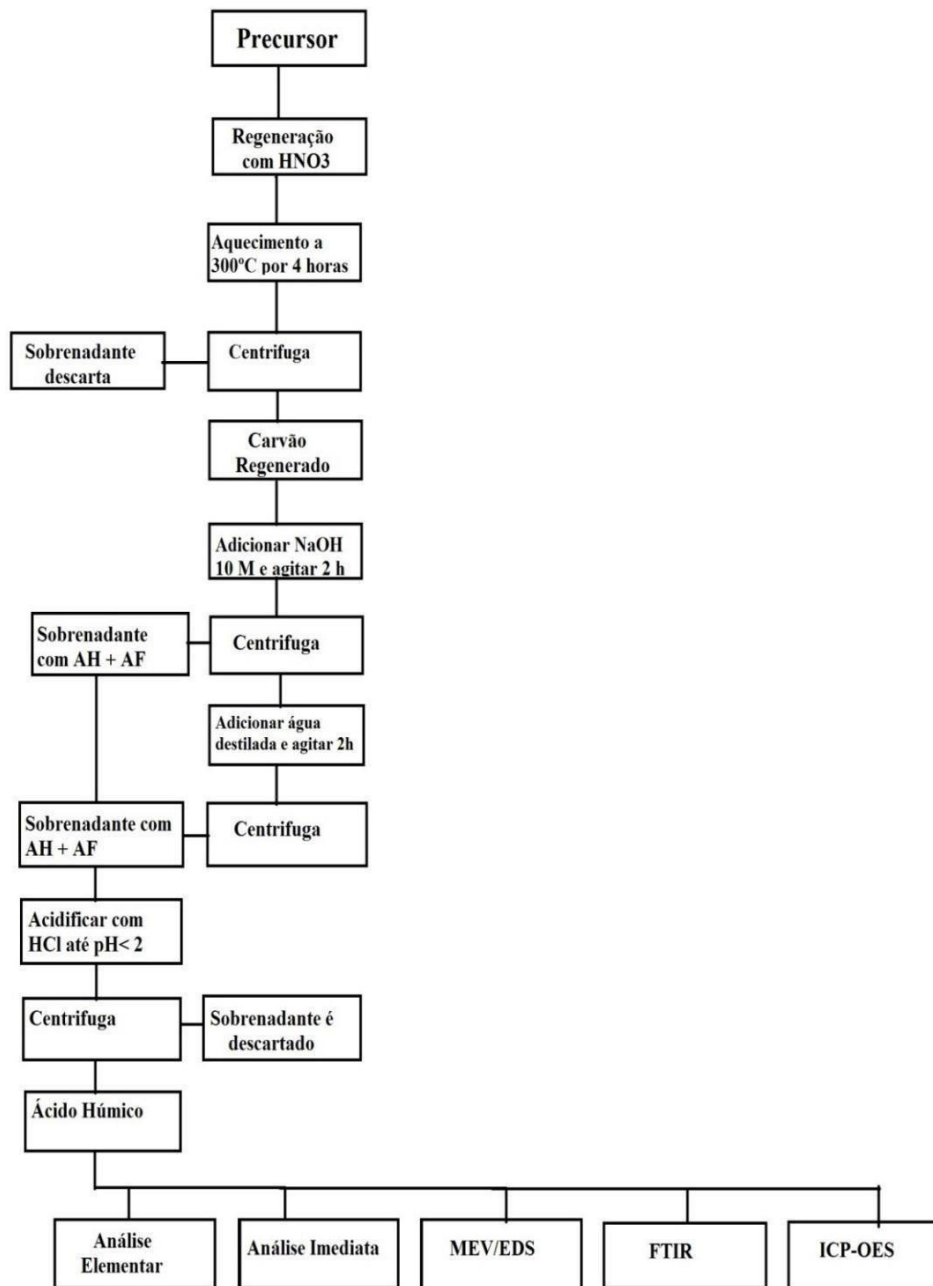 Precursor
Regeneração
com HNO3
Aquecimento a
300ºC por 4 horas
Sobrenadante
descarta
Centrifuga
Carvão
Regenerado
Adicionar NaOH
10 M e agitar 2 h
Sobrenadante
com AH + AF
Centrifuga
Adicionar água
destilada e agitar 2h
Sobrenadante com
AH + AF
Centrifuga
Acidificar com
HCl até pH< 2
Centrifuga
Sobrenadante é
descartado
Ácido Húmico
Análise
Elementar
Análise Imediata
MEV/EDS
FTIR
ICP-OES